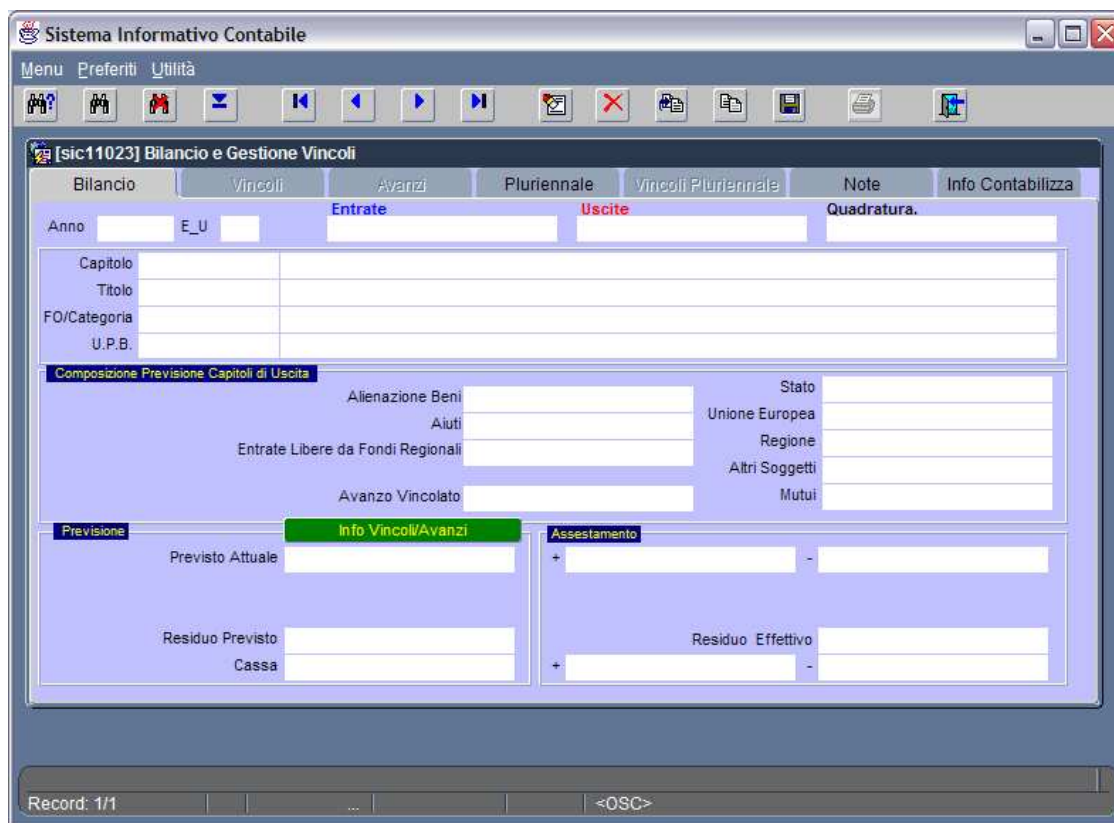 Sistema Informativo Contabile
Menu Preferiti Utilità
?
[sic11023] Bilancio e Gestione Vincoli
Bilancio Vincoli Avanzi Pluriennale Vincoli Pluriennale Note Info Contabilizza
Entrate Uscite Quadratura.
Anno E_U
Capitolo
Titolo
FO/Categoria
U.P.B.
Composizione Previsione Capitoli di Uscita
Alienazione Beni Stato
Aiuti Unione Europea
Entrate Libere da Fondi Regionali Regione
Altri Soggetti
Avanzo Vincolato Mutui
Previsione Info Vincoli/Avanzi Assestamento
Previsto Attuale + -
Residuo Previsto Residuo Effettivo
Cassa + -
Record: 1/1 ... <OSC>